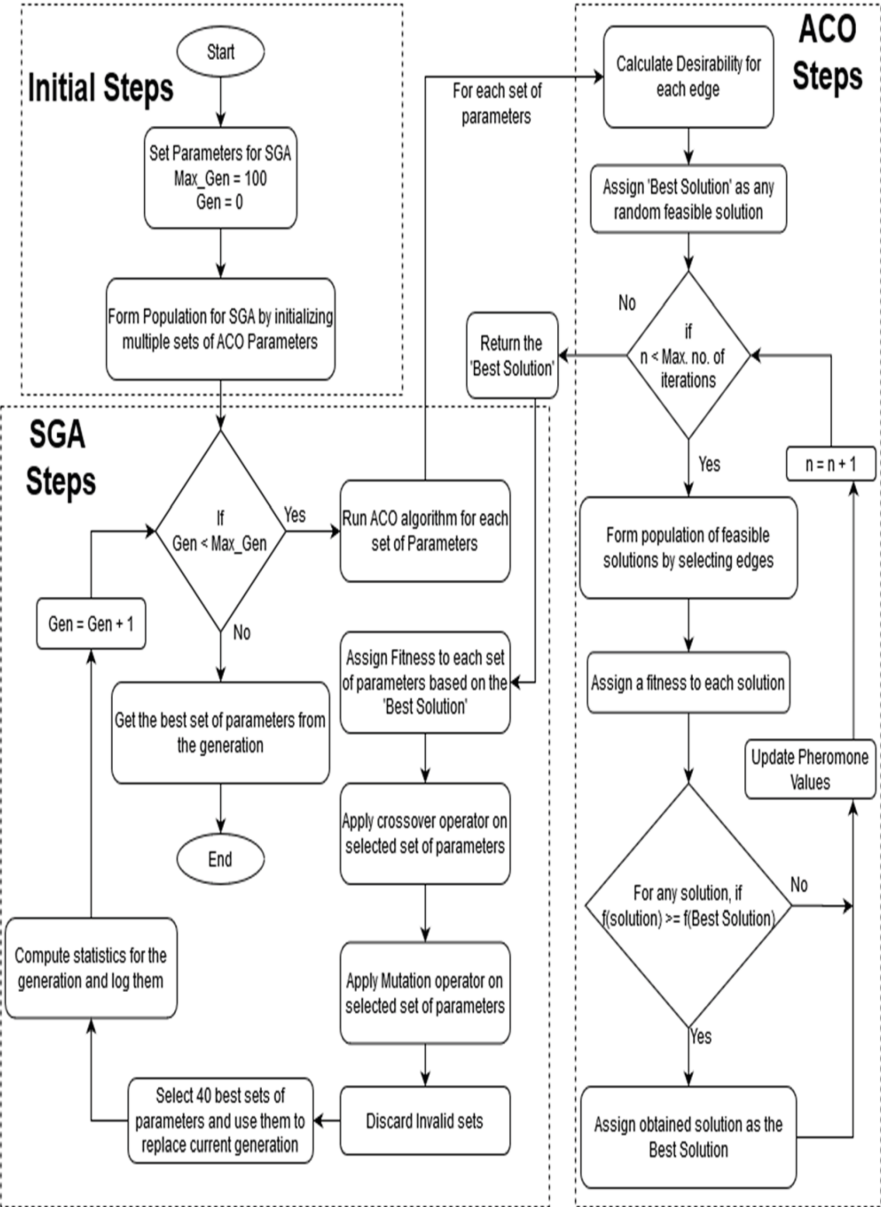 Initial Steps
Start
Set Parameters for SGA
Max_Gen = 100
Gen = 0
Form Population for SGA by initializing
multiple sets of ACO Parameters
SGA
Steps
If
Gen < Max_Gen
Yes
No
Run ACO algorithm for each
set of Parameters
Gen = Gen + 1
Get the best set of parameters from
the generation
End
Assign Fitness to each set
of parameters based on the
'Best Solution'
Apply crossover operator on
selected set of parameters
Apply Mutation operator on
selected set of parameters
Discard Invalid sets
Select 40 best sets of
parameters and use them to
replace current generation
Compute statistics for the
generation and log them
For each set of
parameters
ACO
Steps
Calculate Desirability for
each edge
Assign 'Best Solution' as any
random feasible solution
if
n < Max. no. of
iterations
No
Return the
'Best Solution'
Yes
n = n + 1
Form population of feasible
solutions by selecting edges
Assign a fitness to each solution
Update Pheromone
Values
For any solution, if
f(solution) >= f(Best Solution)
No
Yes
Assign obtained solution as the
Best Solution